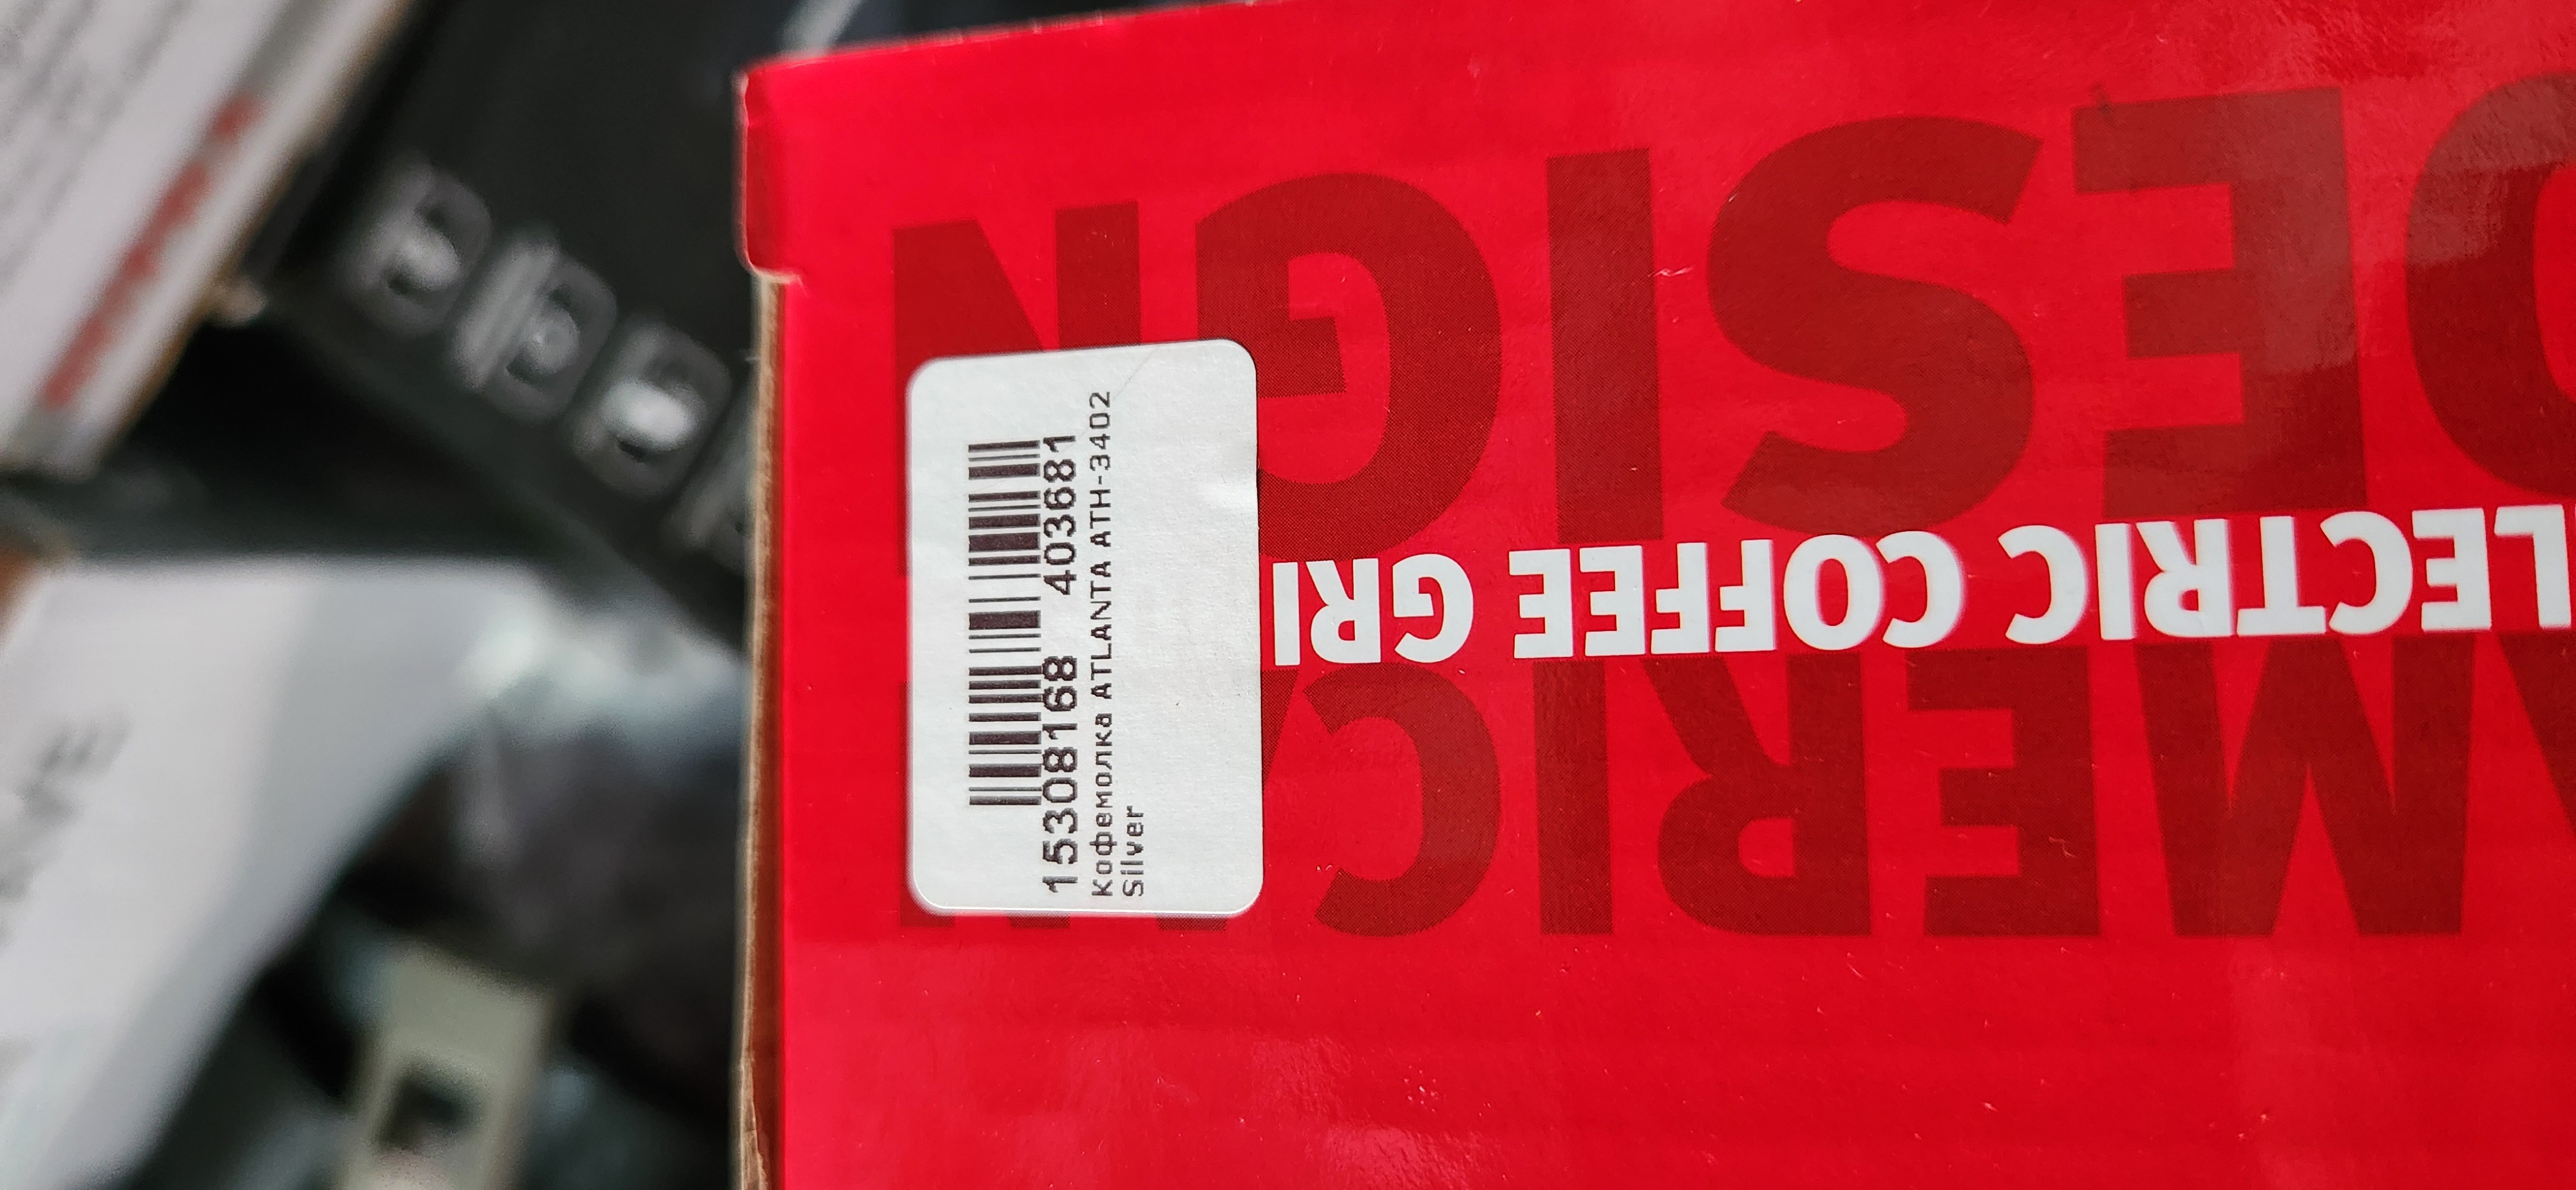 15308168 403681
Кофемолка ATLANTA ATH-3402
Silver
DESIGN
LECTRIC COFFEE GRI
MERICA